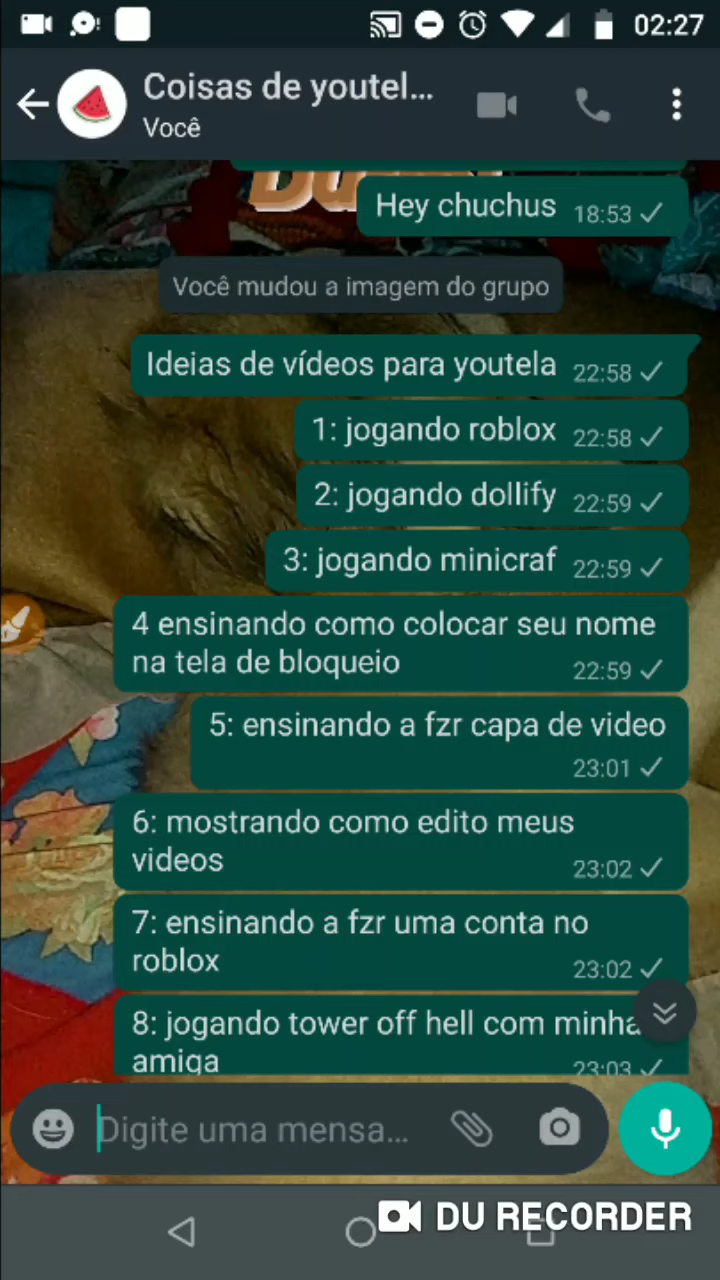 02:27
Coisas de youtel...
Você
Hey chuchus 18:53
Você mudou a imagem do grupo
Ideias de vídeos para youtela 22:58
1: jogando roblox 22:58
2: jogando dollify 22:59
3: jogando minicraf 22:59
4 ensinando como colocar seu nome
na tela de bloqueio 22:59
5: ensinando a fzr capa de video
23:01
6: mostrando como edito meus
videos 23:02
7: ensinando a fzr uma conta no
roblox 23:02
8: jogando tower off hell com minha
amiga 23:03
Digite uma mensa...
DU RECORDER